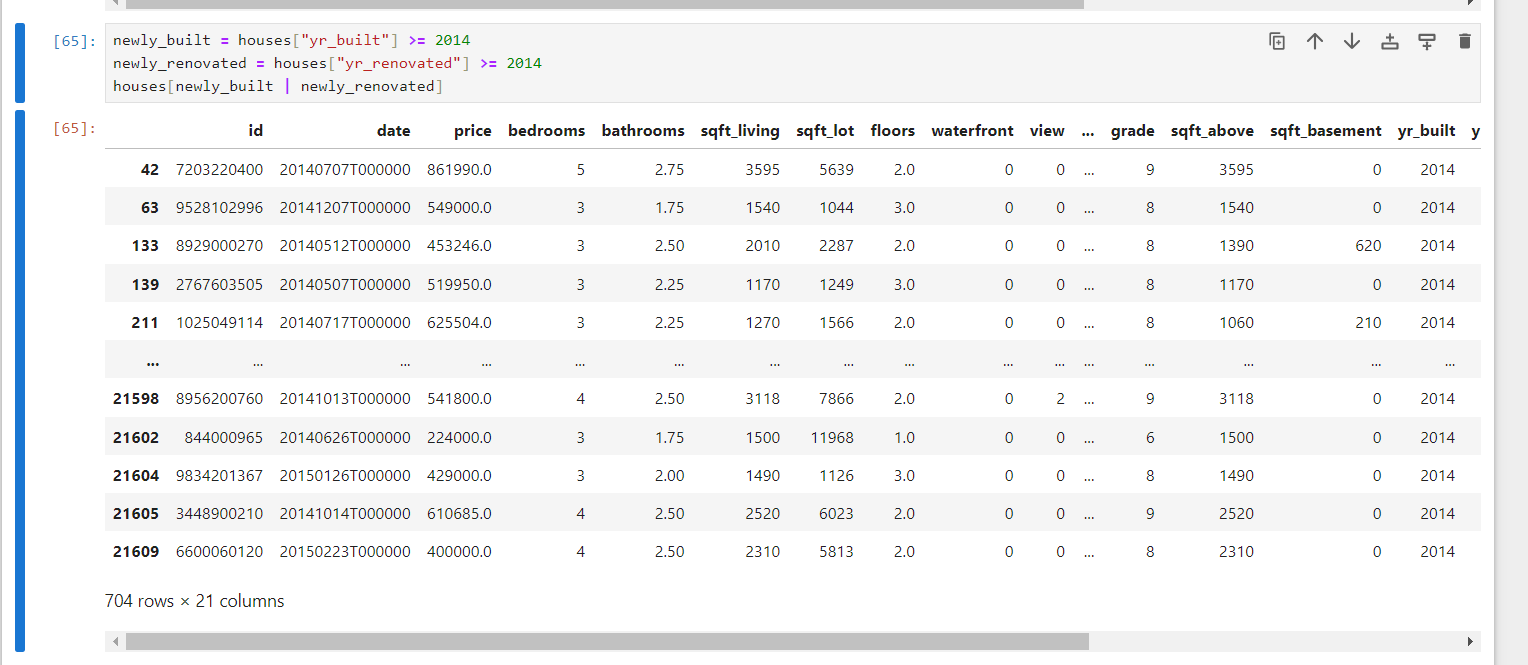 [65]: newly_built = houses["yr_built"] >= 2014
newly_renovated = houses["yr_renovated"] >= 2014
houses[newly_built | newly_renovated]
[65]: id date price bedrooms bathrooms sqft_living sqft_lot floors waterfront view ... grade sqft_above sqft_basement yr_built y
42 7203220400 20140707T000000 861990.0 5 2.75 3595 5639 2.0 0 0 ... 9 3595 0 2014
63 9528102996 20141207T000000 549000.0 3 1.75 1540 1044 3.0 0 0 ... 8 1540 0 2014
133 8929000270 20140512T000000 453246.0 3 2.50 2010 2287 2.0 0 0 ... 8 1390 620 2014
139 2767603505 20140507T000000 519950.0 3 2.25 1170 1249 3.0 0 0 ... 8 1170 0 2014
211 1025049114 20140717T000000 625504.0 3 2.25 1270 1566 2.0 0 0 ... 8 1060 210 2014
... ... ... ... ... ... ... ... ... ... ... ... ... ... ... ...
21598 8956200760 20141013T000000 541800.0 4 2.50 3118 7866 2.0 0 2 ... 9 3118 0 2014
21602 844000965 20140626T000000 224000.0 3 1.75 1500 11968 1.0 0 0 ... 6 1500 0 2014
21604 9834201367 20150126T000000 429000.0 3 2.00 1490 1126 3.0 0 0 ... 8 1490 0 2014
21605 3448900210 20141014T000000 610685.0 4 2.50 2520 6023 2.0 0 0 ... 9 2520 0 2014
21609 6600060120 20150223T000000 400000.0 4 2.50 2310 5813 2.0 0 0 ... 8 2310 0 2014
704 rows × 21 columns